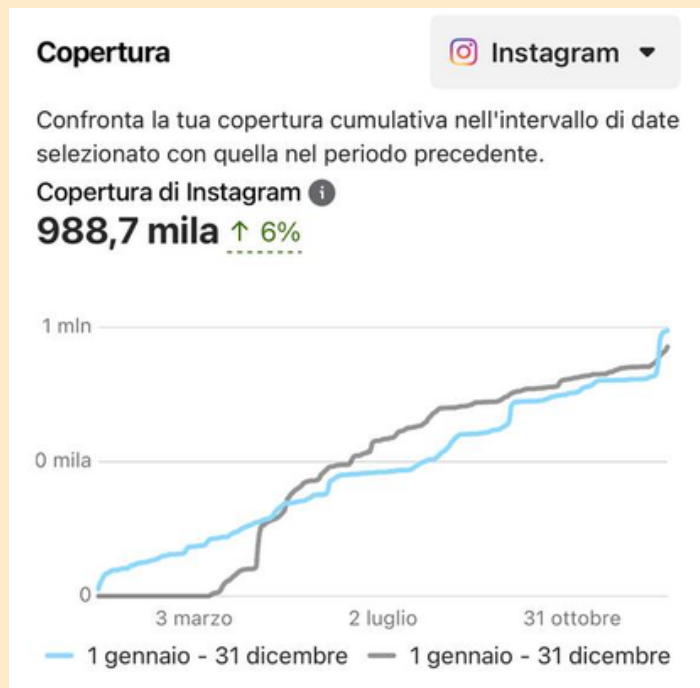 Copertura
Instagram
Confronta la tua copertura cumulativa nell'intervallo di date
selezionato con quella nel periodo precedente.
Copertura di Instagram
988,7 mila ↑ 6%
1 mln
0 mila
0
3 marzo 2 luglio 31 ottobre
1 gennaio - 31 dicembre 1 gennaio - 31 dicembre